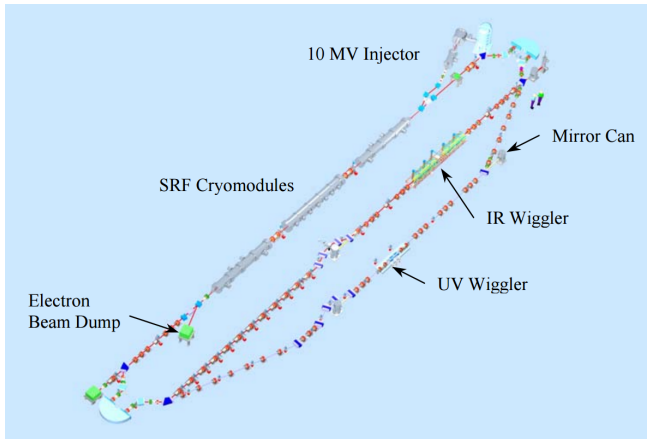 10 MV Injector
Mirror Can
SRF Cryomodules
IR Wiggler
UV Wiggler
Electron
Beam Dump